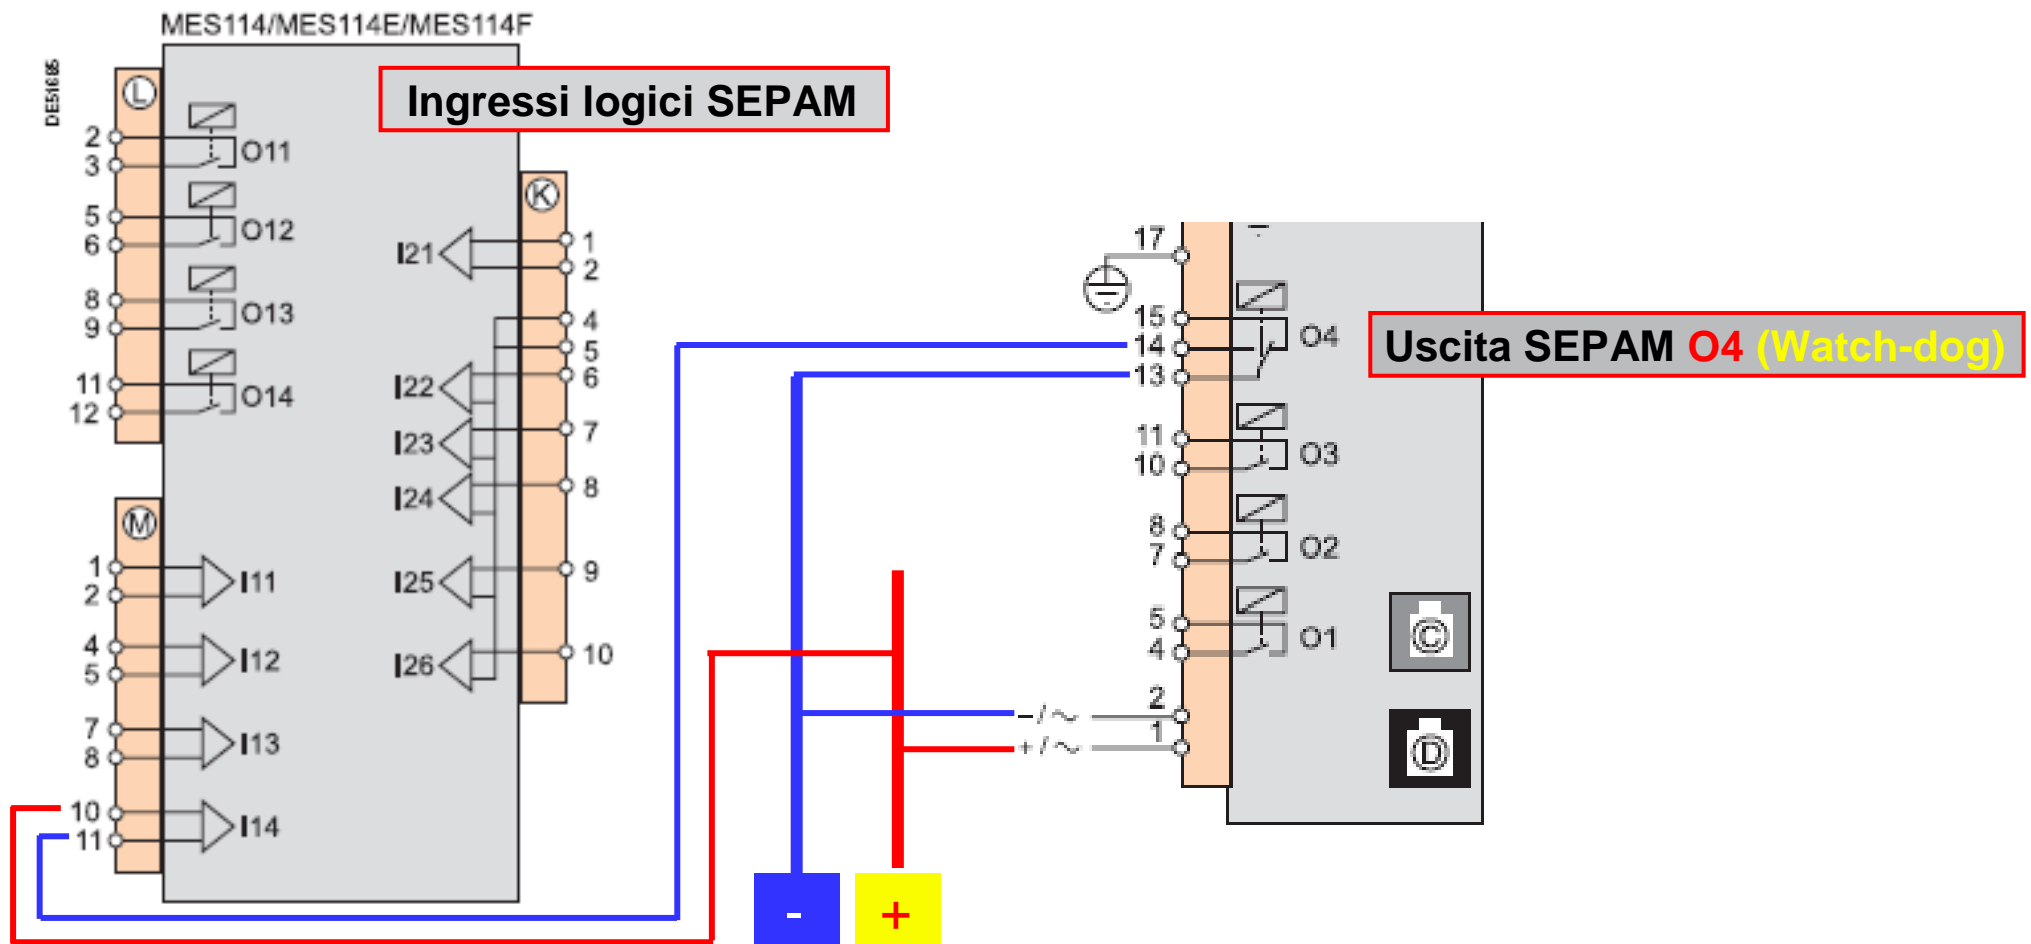 MES114/MES114E/MES114F
DE51685
Ingressi logici SEPAM
L
2
3
O11
5
6
O12
8
9
O13
11
12
O14
K
I21
1
2
4
5
6
I22
7
I23
8
I24
9
I25
10
I26
M
1
2
I11
4
5
I12
7
8
I13
10
11
I14
17
15
14
13
O4
Uscita SEPAM O4 (Watch-dog)
11
10
O3
8
7
O2
5
4
O1
C
2
-/~
1
+/~
D
-
+